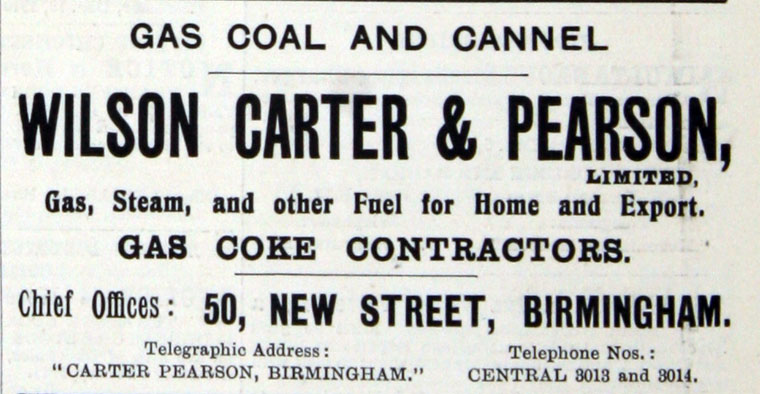 GAS COAL AND CANNEL
WILSON CARTER & PEARSON,
LIMITED,
Gas, Steam, and other Fuel for Home and Export.
GAS COKE CONTRACTORS.
Chief Offices: 50, NEW STREET, BIRMINGHAM.
Telegraphic Address: Telephone Nos.:
"CARTER PEARSON, BIRMINGHAM." CENTRAL 3013 and 3014.